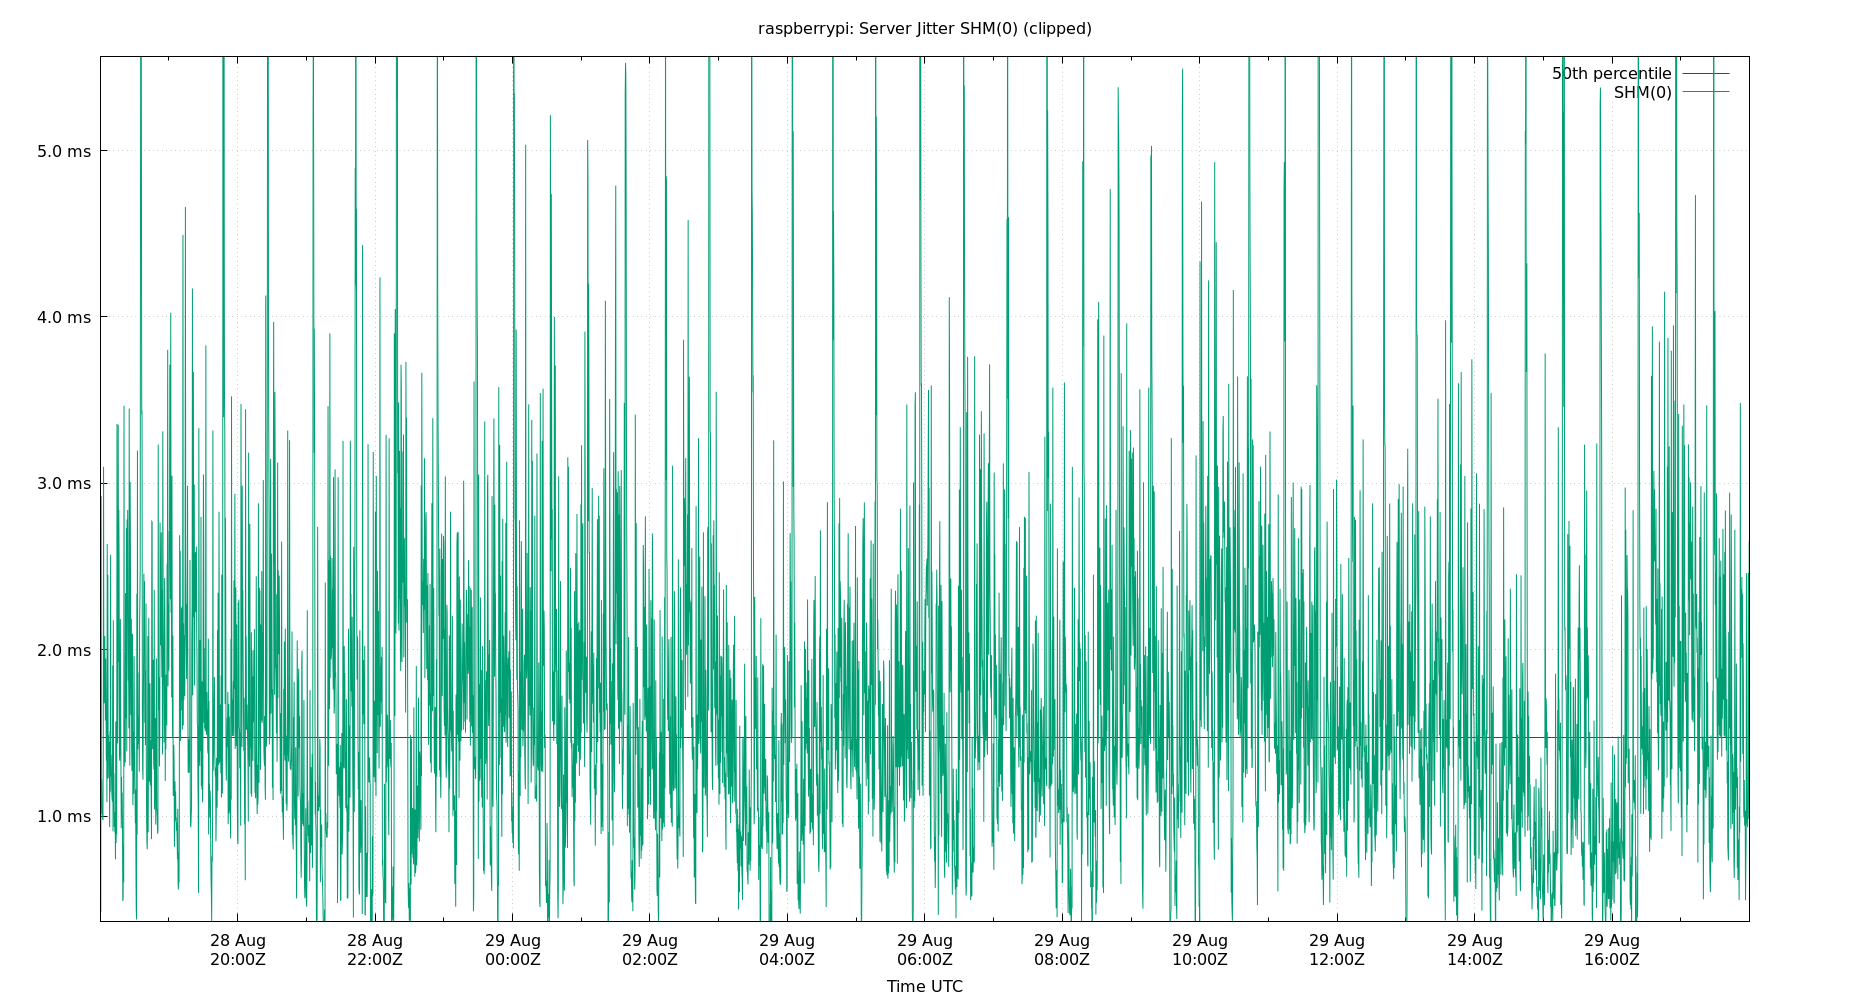 raspberrypi: Server Jitter SHM(0) (clipped)
50th percentile
SHM(0)
5.0 ms
4.0 ms
3.0 ms
2.0 ms
1.0 ms
28 Aug 28 Aug 29 Aug 29 Aug 29 Aug 29 Aug 29 Aug 29 Aug 29 Aug 29 Aug 29 Aug
20:00Z 22:00Z 00:00Z 02:00Z 04:00Z 06:00Z 08:00Z 10:00Z 12:00Z 14:00Z 16:00Z
Time UTC